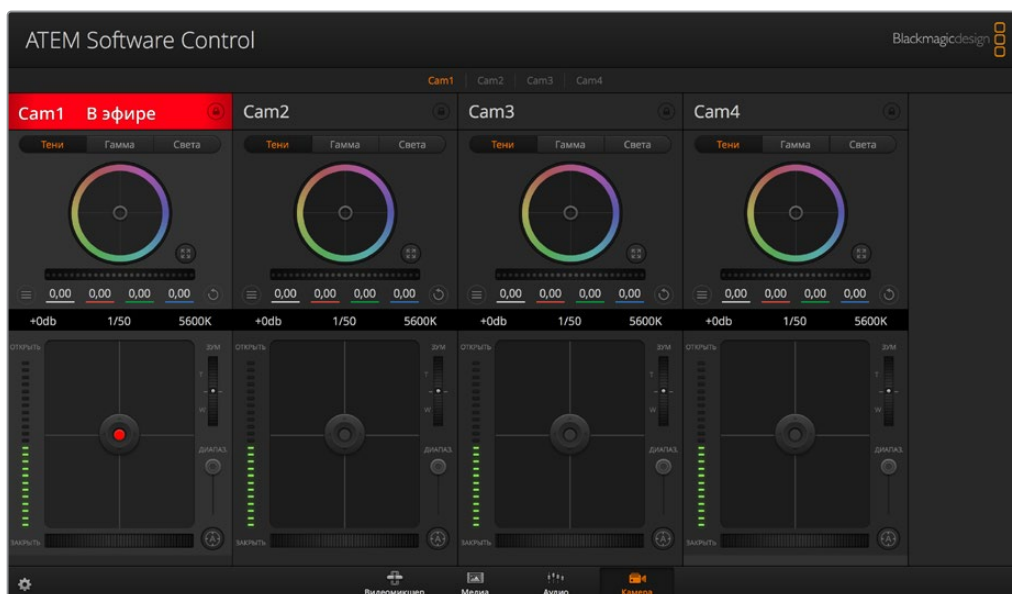 ATEM Software Control
Blackmagicdesign
Cam1 Cam2 Cam3 Cam4
Cam1 В эфире Cam2 Cam3 Cam4
Тени Гамма Света Тени Гамма Света Тени Гамма Света Тени Гамма Света
0,00 0,00 0,00 0,00 0,00 0,00 0,00 0,00 0,00 0,00 0,00 0,00 0,00 0,00 0,00 0,00
+0db 1/50 5600K +0db 1/50 5600K +0db 1/50 5600K +0db 1/50 5600K
ОТКРЫТЬ ЗУМ ОТКРЫТЬ ЗУМ ОТКРЫТЬ ЗУМ ОТКРЫТЬ ЗУМ
T T T T
W W W W
ДИАПАЗ. ДИАПАЗ. ДИАПАЗ. ДИАПАЗ.
ЗАКРЫТЬ A ЗАКРЫТЬ A ЗАКРЫТЬ A ЗАКРЫТЬ A
Видеомикшер Медиа Аудио Камера